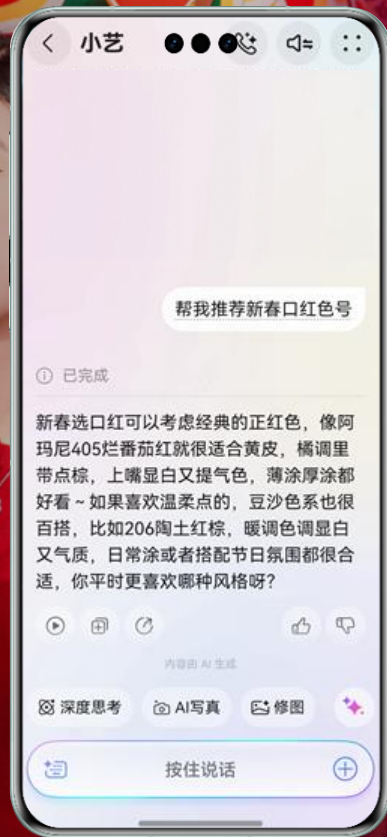 小艺
帮我推荐新春口红色号
已完成
新春选口红可以考虑经典的正红色，像阿
玛尼405烂番茄红就很适合黄皮，橘调里
带点棕，上嘴显白又提气色，薄涂厚涂都
好看～如果喜欢温柔点的，豆沙色系也很
百搭，比如206陶土红棕，暖调色调显白
又气质，日常涂或者搭配节日氛围都很合
适，你平时更喜欢哪种风格呀？
内容由 AI 生成
深度思考 AI写真 修图
按住说话